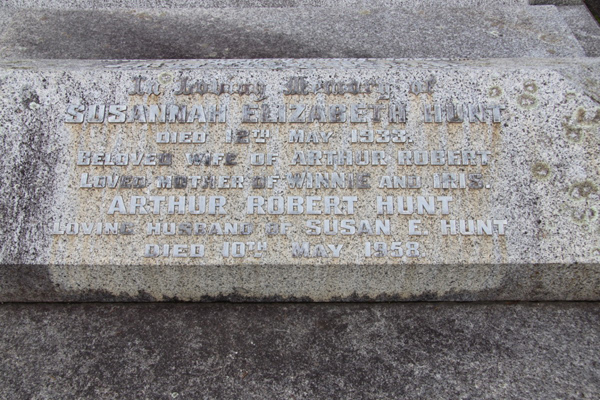 In Loving Memory of
SUSANNAH ELIZABETH HUNT
DIED 12TH MAY 1933.
BELOVED WIFE OF ARTHUR ROBERT
LOVED MOTHER OF WINNIE AND IRIS.
ARTHUR ROBERT HUNT
LOVING HUSBAND OF SUSAN E. HUNT
DIED 10TH MAY 1958.